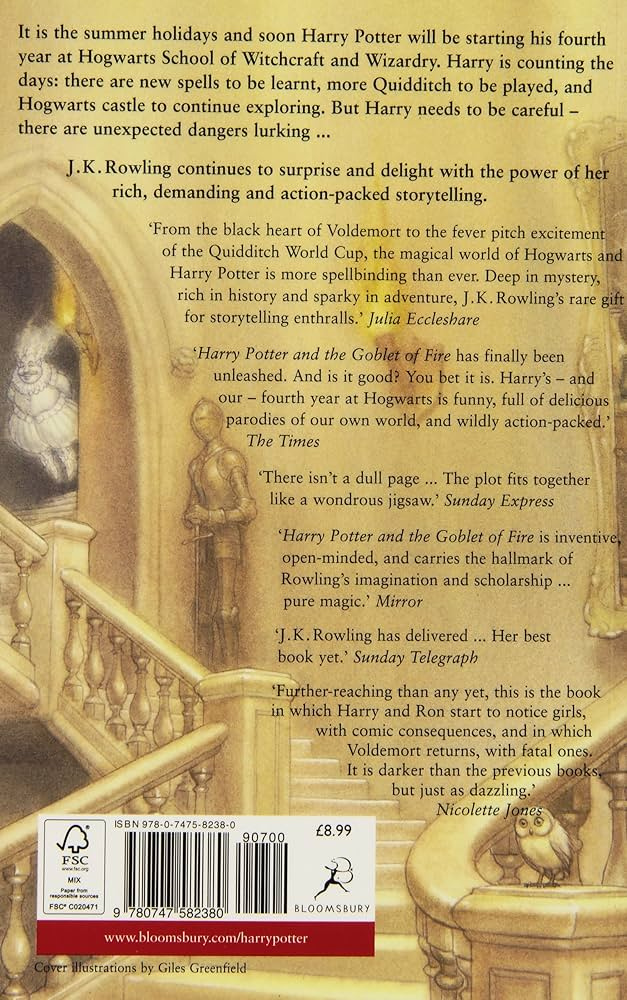 It is the summer holidays and soon Harry Potter will be starting his fourth
year at Hogwarts School of Witchcraft and Wizardry. Harry is counting the
days: there are new spells to be learnt, more Quidditch to be played, and
Hogwarts castle to continue exploring. But Harry needs to be careful –
there are unexpected dangers lurking ...
J.K.Rowling continues to surprise and delight with the power of her
rich, demanding and action-packed storytelling.
‘From the black heart of Voldemort to the fever pitch excitement
of the Quidditch World Cup, the magical world of Hogwarts and
Harry Potter is more spellbinding than ever. Deep in mystery,
rich in history and sparky in adventure, J.K.Rowling’s rare gift
for storytelling enthralls.’ Julia Eccleshare
‘Harry Potter and the Goblet of Fire has finally been
unleashed. And is it good? You bet it is. Harry’s – and
our – fourth year at Hogwarts is funny, full of delicious
parodies of our own world, and wildly action-packed.’
The Times
‘There isn’t a dull page ... The plot fits together
like a wondrous jigsaw.’ Sunday Express
‘Harry Potter and the Goblet of Fire is inventive,
open-minded, and carries the hallmark of
Rowling’s imagination and scholarship ...
pure magic.’ Mirror
‘J.K.Rowling has delivered ... Her best
book yet.’ Sunday Telegraph
‘Further-reaching than any yet, this is the book
in which Harry and Ron start to notice girls,
with comic consequences, and in which
Voldemort returns, with fatal ones.
It is darker than the previous books,
but just as dazzling.’
Nicolette Jones
FSC
www.fsc.org
MIX
Paper from
responsible sources
FSC® C020471
ISBN 978-0-7475-8238-0
90700
9 780747 582380
£8.99
BLOOMSBURY
www.bloomsbury.com/harrypotter
Cover illustrations by Giles Greenfield